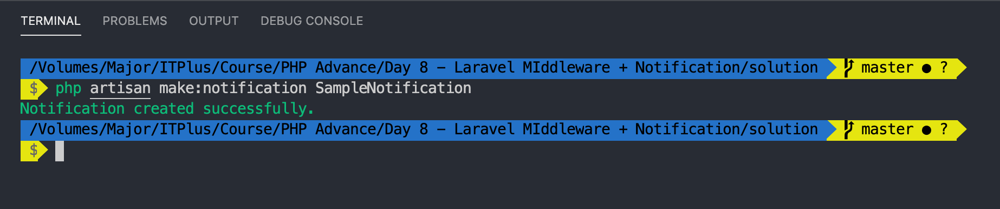 TERMINAL PROBLEMS OUTPUT DEBUG CONSOLE
/Volumes/Major/ITPlus/Course/PHP Advance/Day 8 - Laravel MIddleware + Notification/solution master ● ?
$ php artisan make:notification SampleNotification
Notification created successfully.
/Volumes/Major/ITPlus/Course/PHP Advance/Day 8 - Laravel MIddleware + Notification/solution master ● ?
$